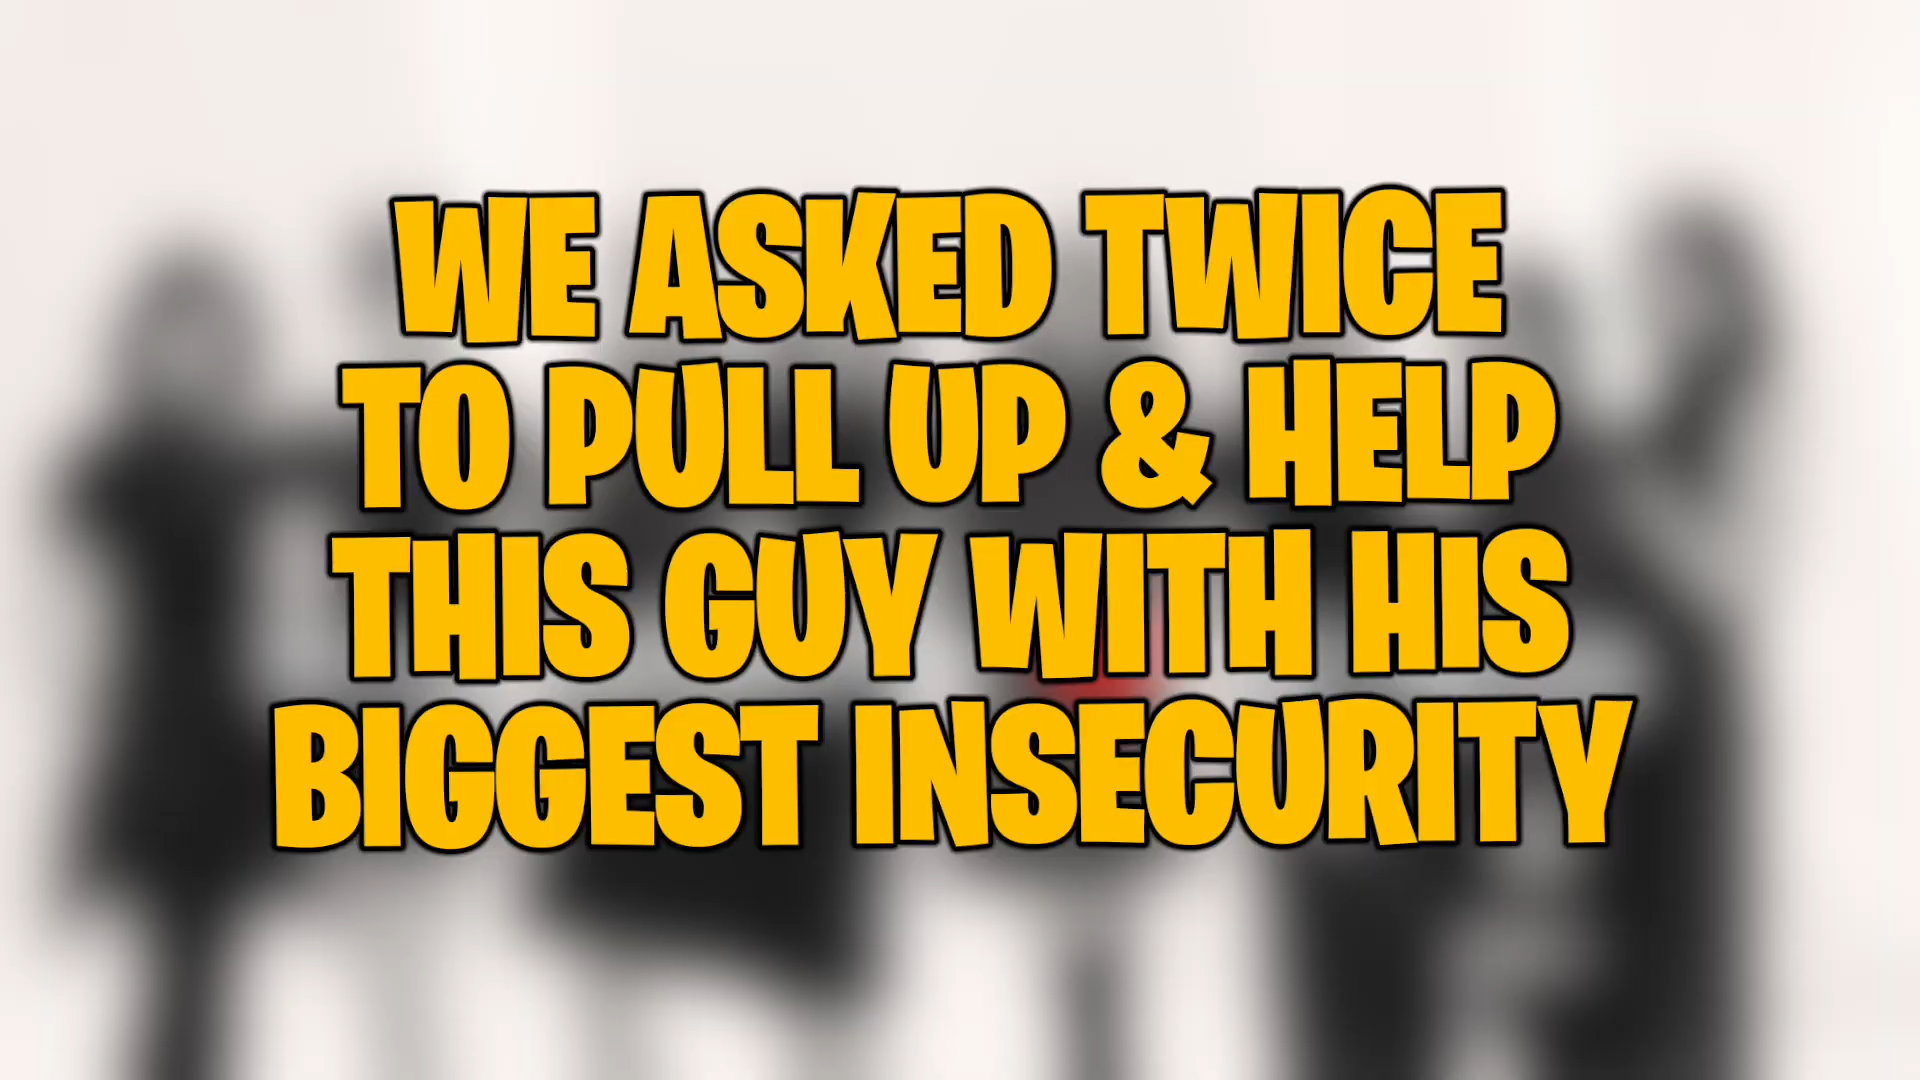 WE ASKED TWICE
TO PULL UP & HELP
THIS GUY WITH HIS
BIGGEST INSECURITY